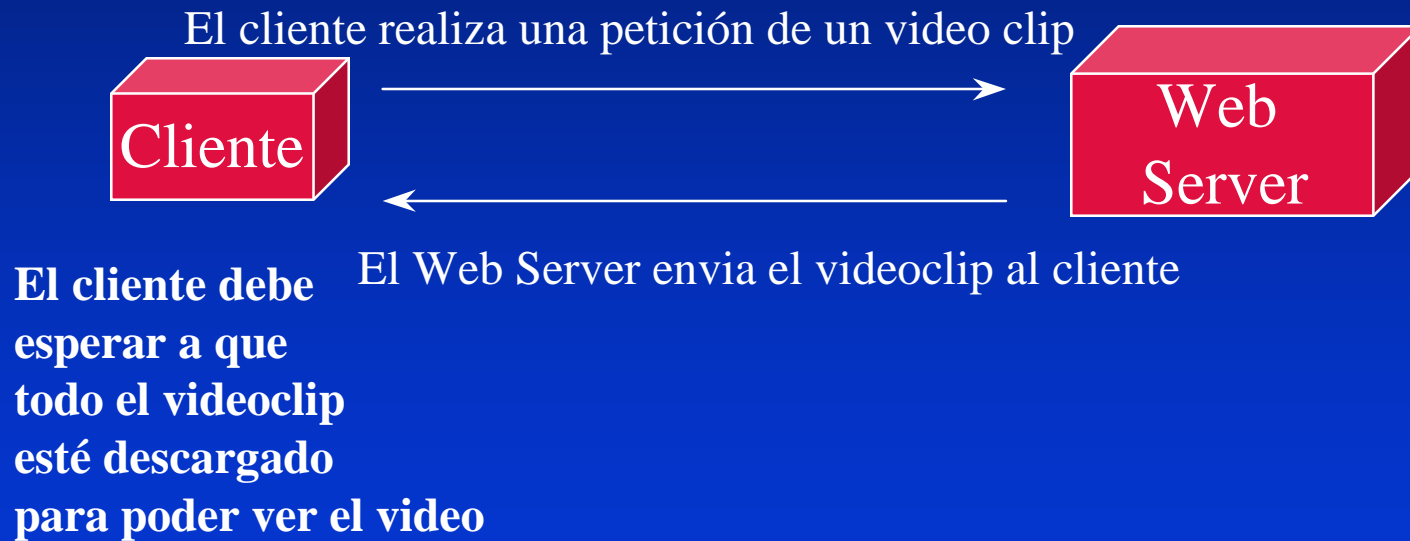 El cliente realiza una petición de un video clip
Cliente
Web
Server
El Web Server envia el videoclip al cliente
El cliente debe
esperar a que
todo el videoclip
esté descargado
para poder ver el video